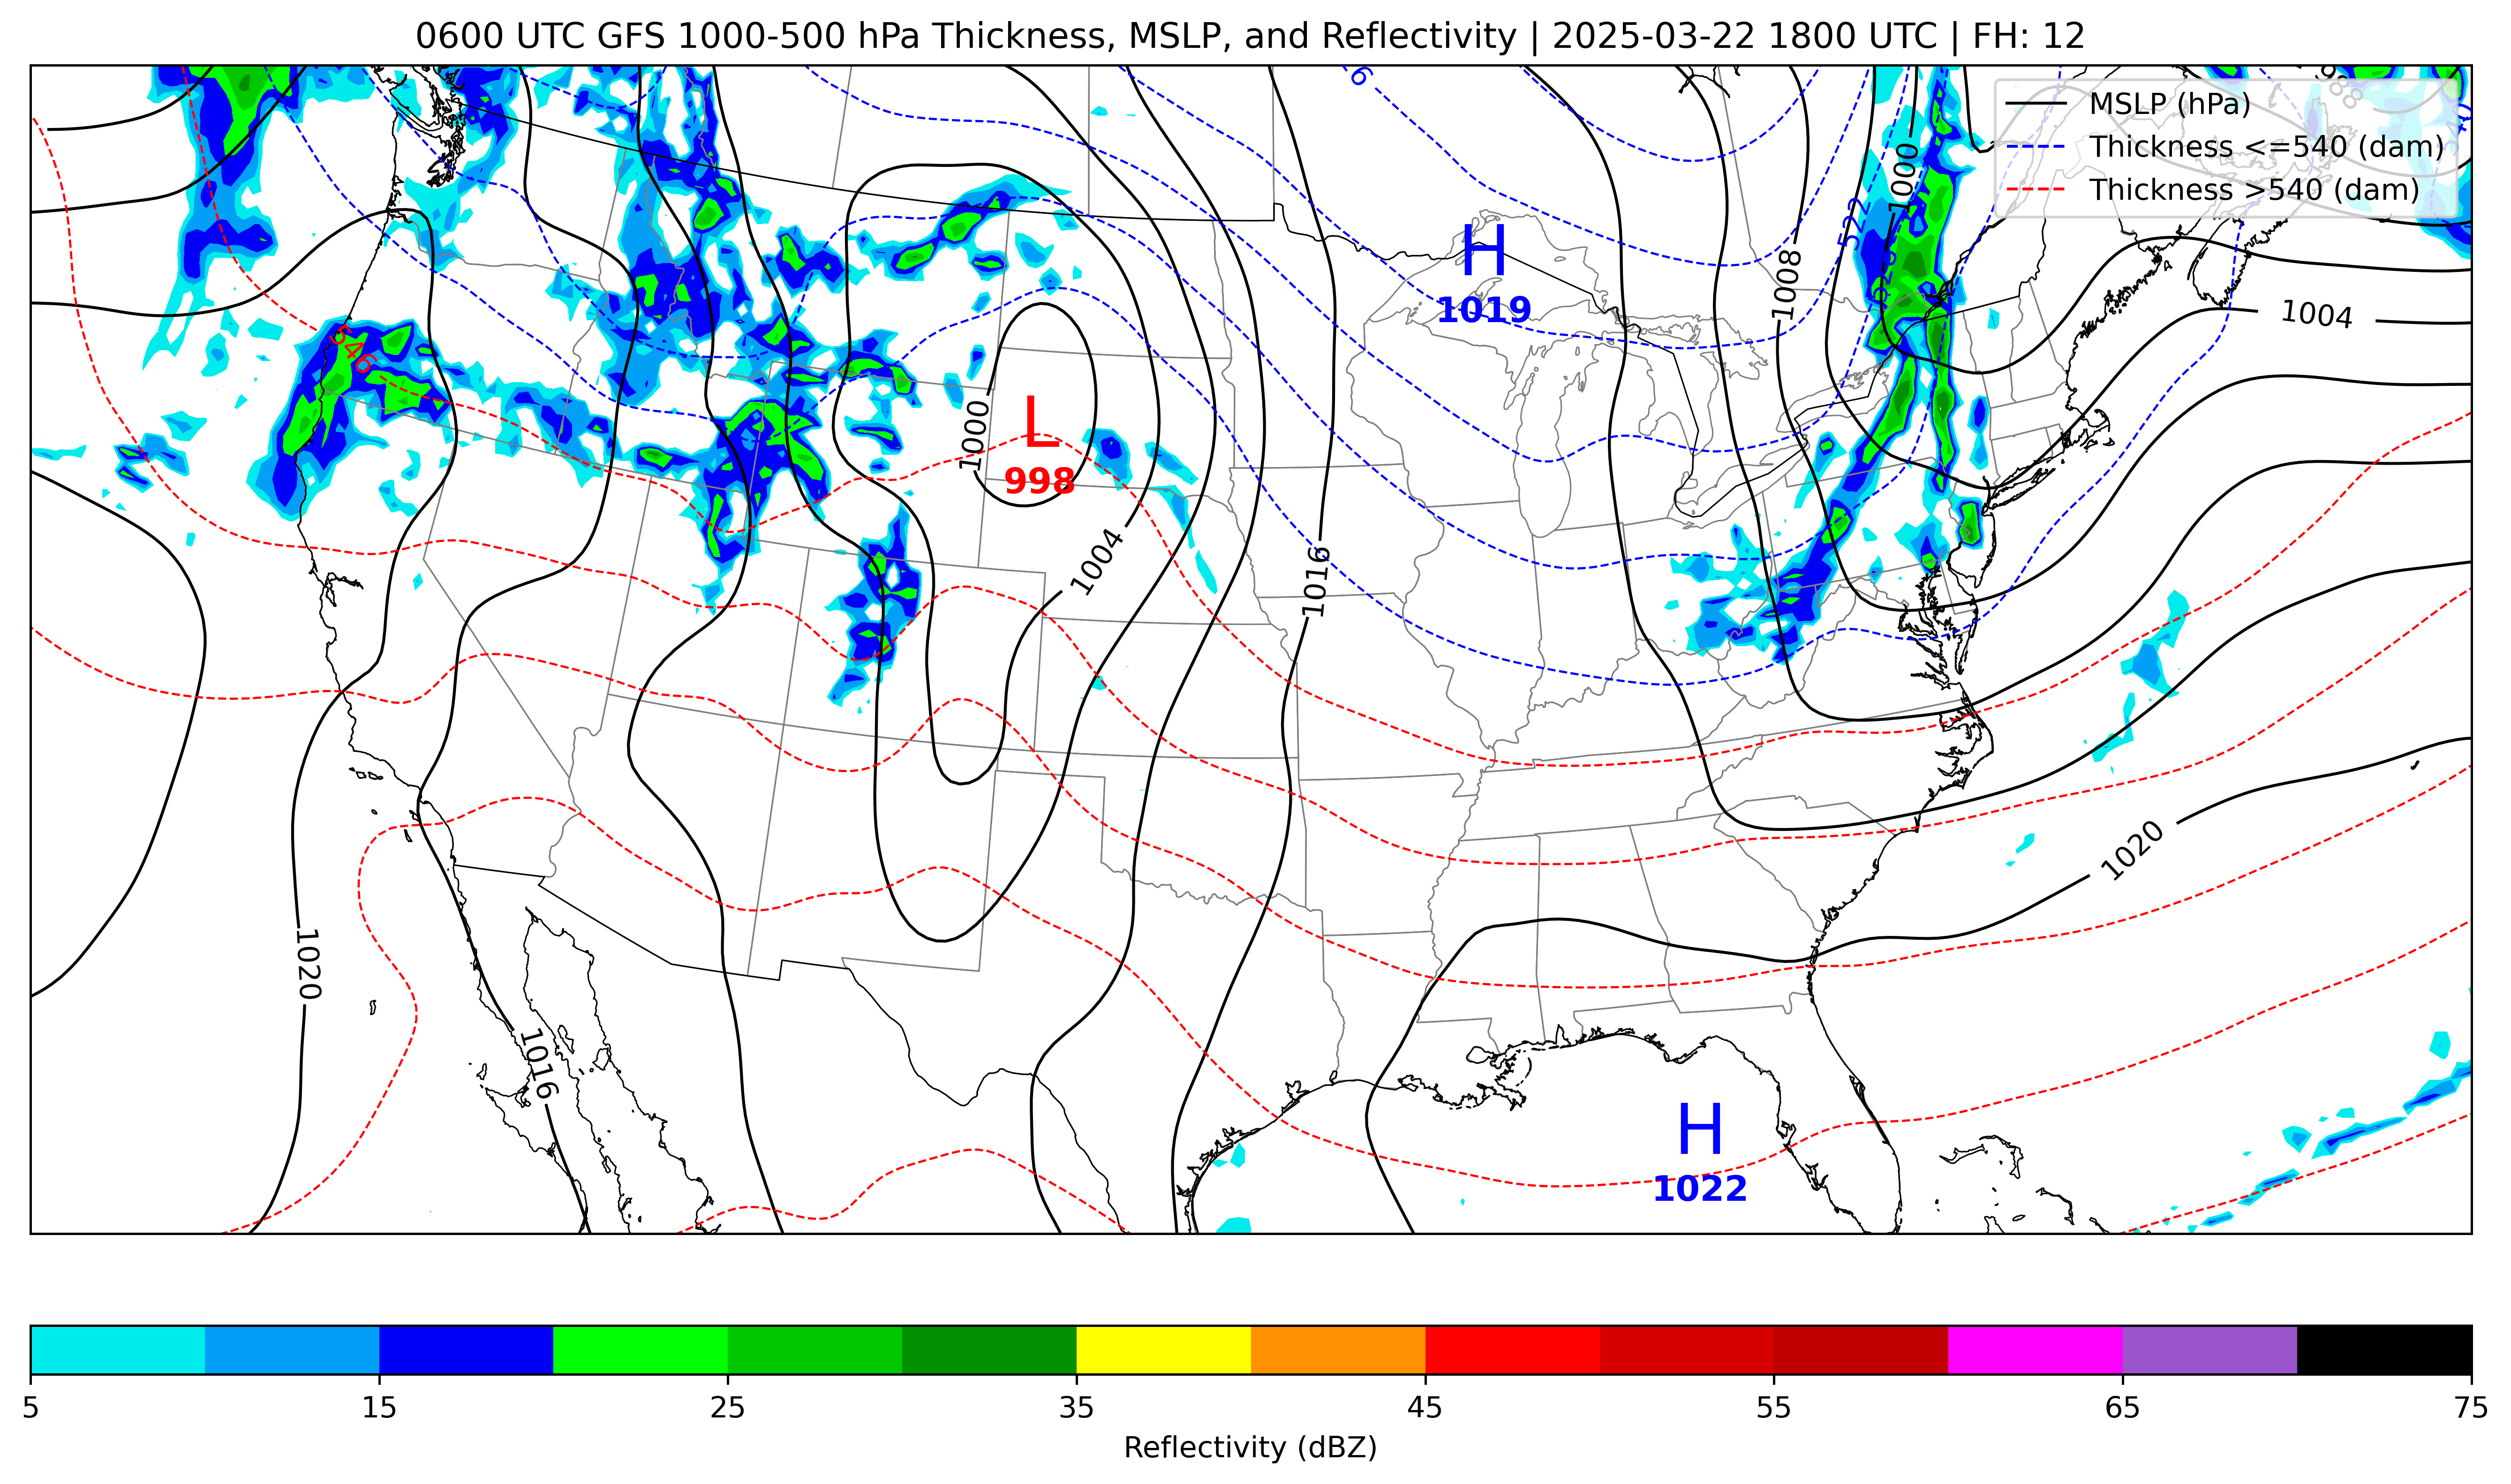 0600 UTC GFS 1000-500 hPa Thickness, MSLP, and Reflectivity | 2025-03-22 1800 UTC | FH: 12
MSLP (hPa)
Thickness <=540 (dam)
Thickness >540 (dam)
988
1000
522
1008
H
1019
1004
546
L
998
1000
1004
1016
1020
1020
1016
H
1022
5
15
25
35
45
55
65
75
Reflectivity (dBZ)